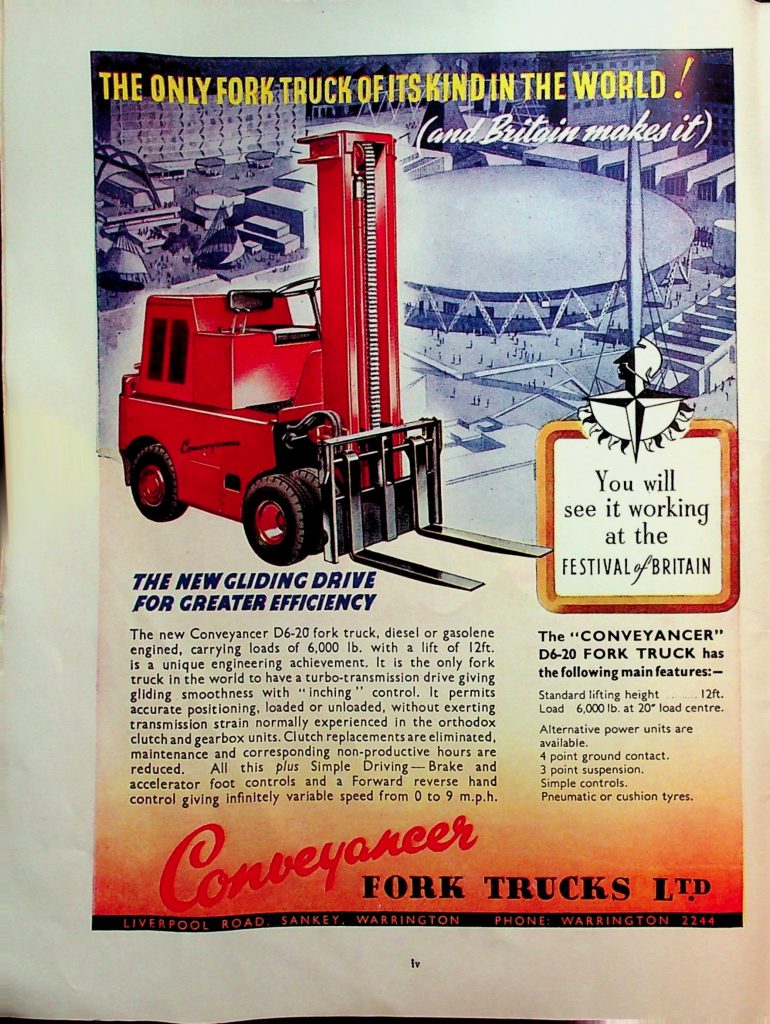 THE ONLY FORK TRUCK OF ITS KIND IN THE WORLD!
(and Britain makes it)
Conveyancer
You will
see it working
at the
FESTIVAL of BRITAIN
THE NEW GLIDING DRIVE
FOR GREATER EFFICIENCY
The new Conveyancer D6-20 fork truck, diesel or gasolene
engined, carrying loads of 6,000 lb. with a lift of 12ft.
is a unique engineering achievement. It is the only fork
truck in the world to have a turbo-transmission drive giving
gliding smoothness with "inching" control. It permits
accurate positioning, loaded or unloaded, without exerting
transmission strain normally experienced in the orthodox
clutch and gearbox units. Clutch replacements are eliminated,
maintenance and corresponding non-productive hours are
reduced. All this plus Simple Driving—Brake and
accelerator foot controls and a Forward reverse hand
control giving infinitely variable speed from 0 to 9 m.p.h.
The "CONVEYANCER"
D6-20 FORK TRUCK has
the following main features:—
Standard lifting height ........ 12ft.
Load 6,000 lb. at 20" load centre.
Alternative power units are
available.
4 point ground contact.
3 point suspension.
Simple controls.
Pneumatic or cushion tyres.
Conveyancer
FORK TRUCKS LTD
LIVERPOOL ROAD, SANKEY, WARRINGTON PHONE: WARRINGTON 2244
lv